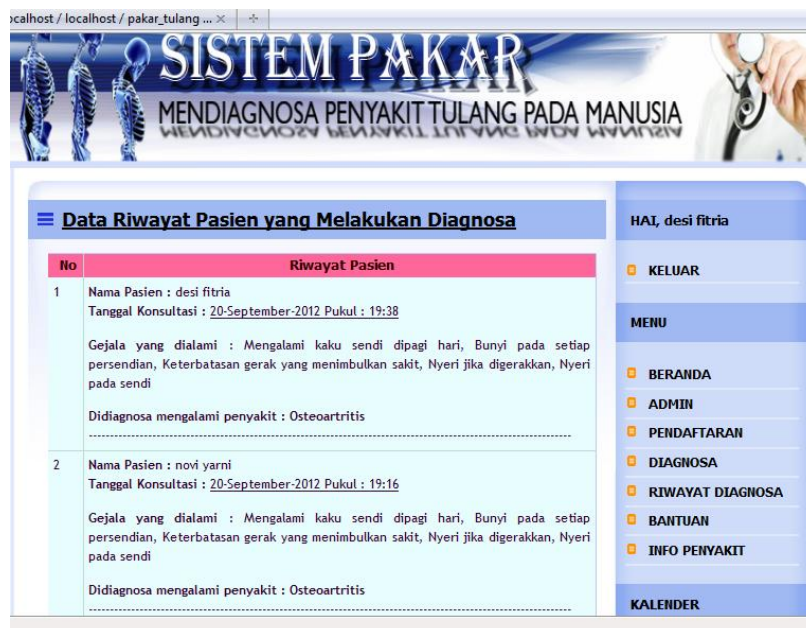 ocalhost / localhost / pakar_tulang ...
SISTEM PAKAR
MENDIAGNOSA PENYAKIT TULANG PADA MANUSIA
Data Riwayat Pasien yang Melakukan Diagnosa
No Riwayat Pasien
1 Nama Pasien : desi fitria
Tanggal Konsultasi : 20-September-2012 Pukul : 19:38
Gejala yang dialami : Mengalami kaku sendi dipagi hari, Bunyi pada setiap
persendian, Keterbatasan gerak yang menimbulkan sakit, Nyeri jika digerakkan, Nyeri
pada sendi
Didiagnosa mengalami penyakit : Osteoartritis
2 Nama Pasien : novi yarni
Tanggal Konsultasi : 20-September-2012 Pukul : 19:16
Gejala yang dialami : Mengalami kaku sendi dipagi hari, Bunyi pada setiap
persendian, Keterbatasan gerak yang menimbulkan sakit, Nyeri jika digerakkan, Nyeri
pada sendi
Didiagnosa mengalami penyakit : Osteoartritis
HAI, desi fitria
KELUAR
MENU
BERANDA
ADMIN
PENDAFTARAN
DIAGNOSA
RIWAYAT DIAGNOSA
BANTUAN
INFO PENYAKIT
KALENDER